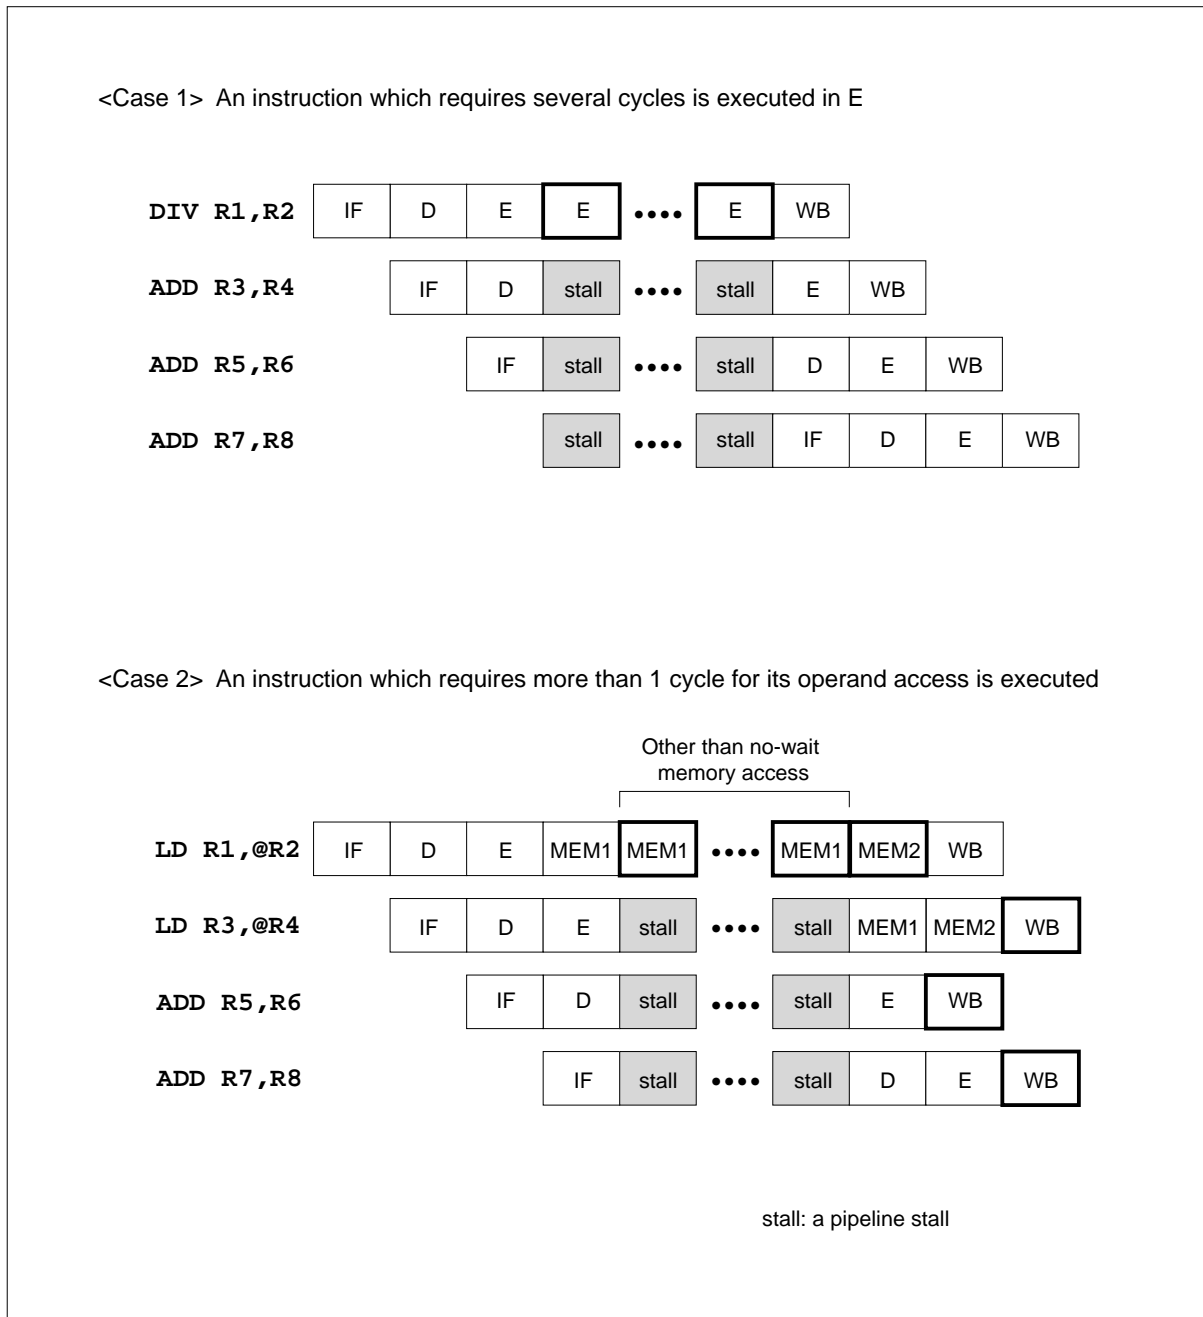 <Case 1> An instruction which requires several cycles is executed in E
DIV R1,R2 IF D E E •••• E WB
ADD R3,R4 IF D stall •••• stall E WB
ADD R5,R6 IF stall •••• stall D E WB
ADD R7,R8 stall •••• stall IF D E WB
<Case 2> An instruction which requires more than 1 cycle for its operand access is executed
Other than no-wait
memory access
LD R1,@R2 IF D E MEM1 MEM1 •••• MEM1 MEM2 WB
LD R3,@R4 IF D E stall •••• stall MEM1 MEM2 WB
ADD R5,R6 IF D stall •••• stall E WB
ADD R7,R8 IF stall •••• stall D E WB
stall: a pipeline stall